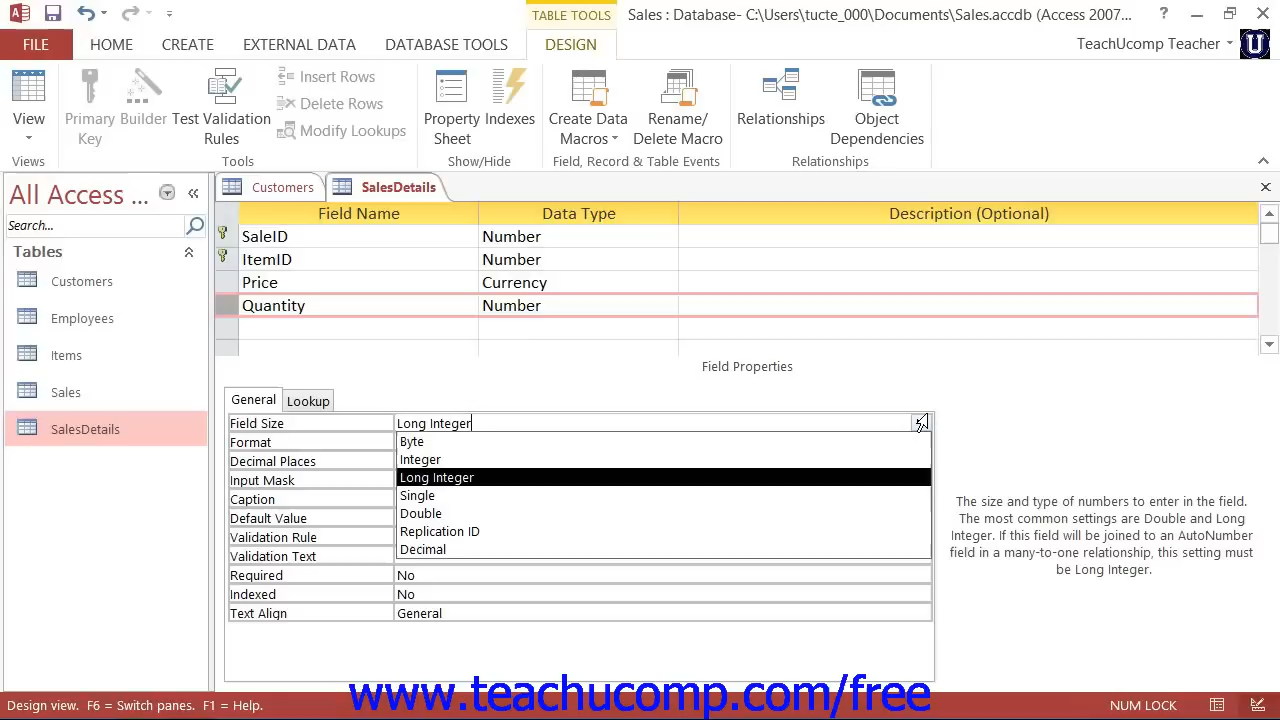 TABLE TOOLS
Sales : Database- C:\Users\tucte_000\Documents\Sales.accdb (Access 2007...
?
FILE HOME CREATE EXTERNAL DATA DATABASE TOOLS DESIGN
TeachUcomp Teacher
View
Views
Primary Key
Builder
Test Validation Rules
Insert Rows
Delete Rows
Modify Lookups
Tools
Property Sheet
Indexes
Show/Hide
Create Data Macros
Rename/ Delete Macro
Field, Record & Table Events
Relationships
Object Dependencies
Relationships
All Access ...
Search...
Tables
Customers
Employees
Items
Sales
SalesDetails
Customers SalesDetails
Field Name Data Type Description (Optional)
SaleID Number
ItemID Number
Price Currency
Quantity Number
Field Properties
General Lookup
Field Size Long Integer
Format
Decimal Places
Input Mask
Caption
Default Value
Validation Rule
Validation Text
Byte
Integer
Long Integer
Single
Double
Replication ID
Decimal
Required No
Indexed No
Text Align General
The size and type of numbers to enter in the field.
The most common settings are Double and Long
Integer. If this field will be joined to an AutoNumber
field in a many-to-one relationship, this setting must
be Long Integer.
www.teachucomp.com/free
Design view. F6 = Switch panes. F1 = Help.
NUM LOCK